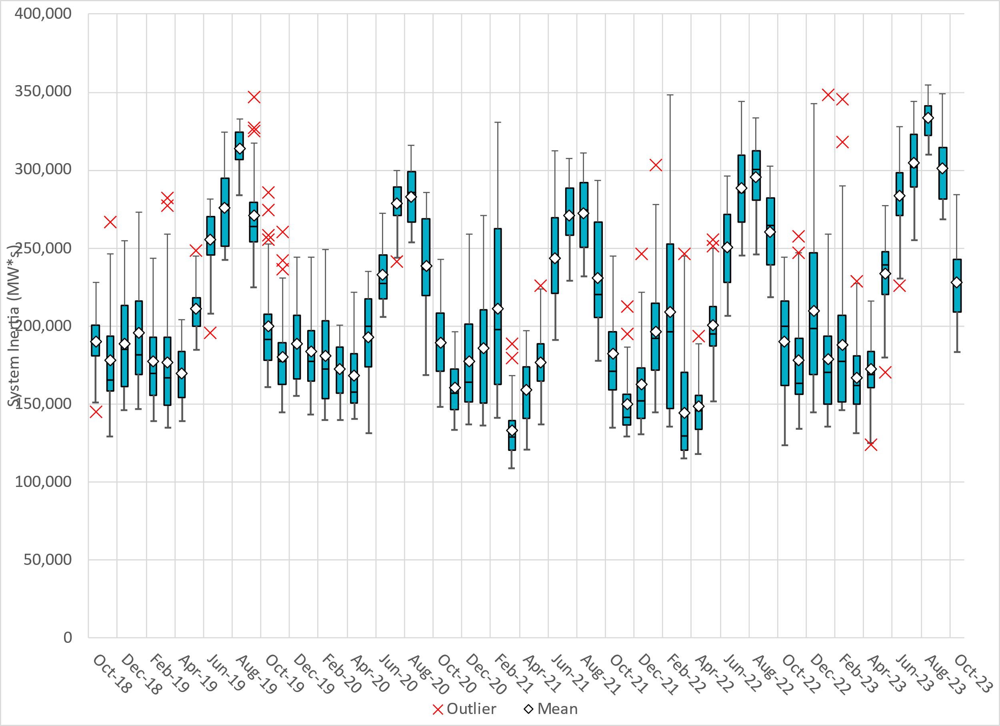 400,000
350,000
300,000
250,000
200,000
150,000
100,000
50,000
0
System Inertia (MW*s)
Oct-18
Dec-18
Feb-19
Apr-19
Jun-19
Aug-19
Oct-19
Dec-19
Feb-20
Apr-20
Jun-20
Aug-20
Oct-20
Dec-20
Feb-21
Apr-21
Jun-21
Aug-21
Oct-21
Dec-21
Feb-22
Apr-22
Jun-22
Aug-22
Oct-22
Dec-22
Feb-23
Apr-23
Jun-23
Aug-23
Oct-23
Outlier Mean